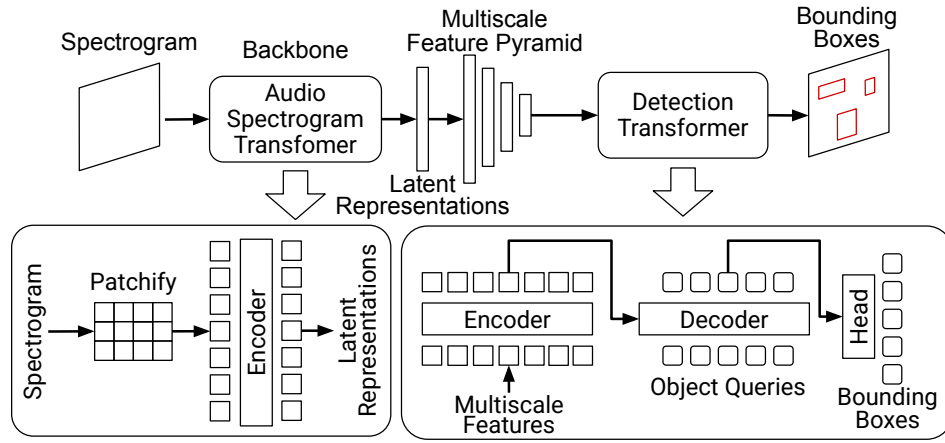 Spectrogram
Backbone
Multiscale
Feature Pyramid
Bounding
Boxes
Audio
Spectrogram
Transfomer
Detection
Transformer
Latent
Representations
Spectrogram
Patchify
Encoder
Latent
Representations
Encoder
Multiscale
Features
Decoder
Object Queries
Head
Bounding
Boxes